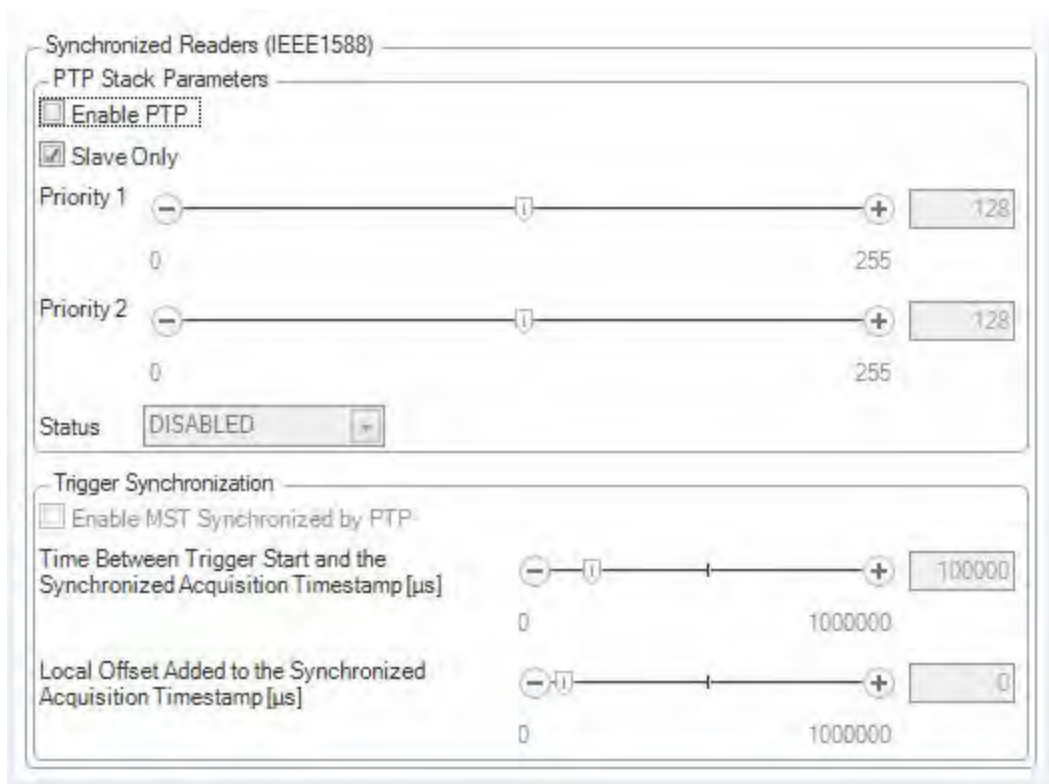 Synchronized Readers (IEEE1588)
PTP Stack Parameters
Enable PTP
Slave Only
Priority 1
128
0
255
Priority 2
128
0
255
Status
DISABLED
Trigger Synchronization
Enable MST Synchronized by PTP
Time Between Trigger Start and the
Synchronized Acquisition Timestamp [µs]
100000
0
1000000
Local Offset Added to the Synchronized
Acquisition Timestamp [µs]
0
0
1000000